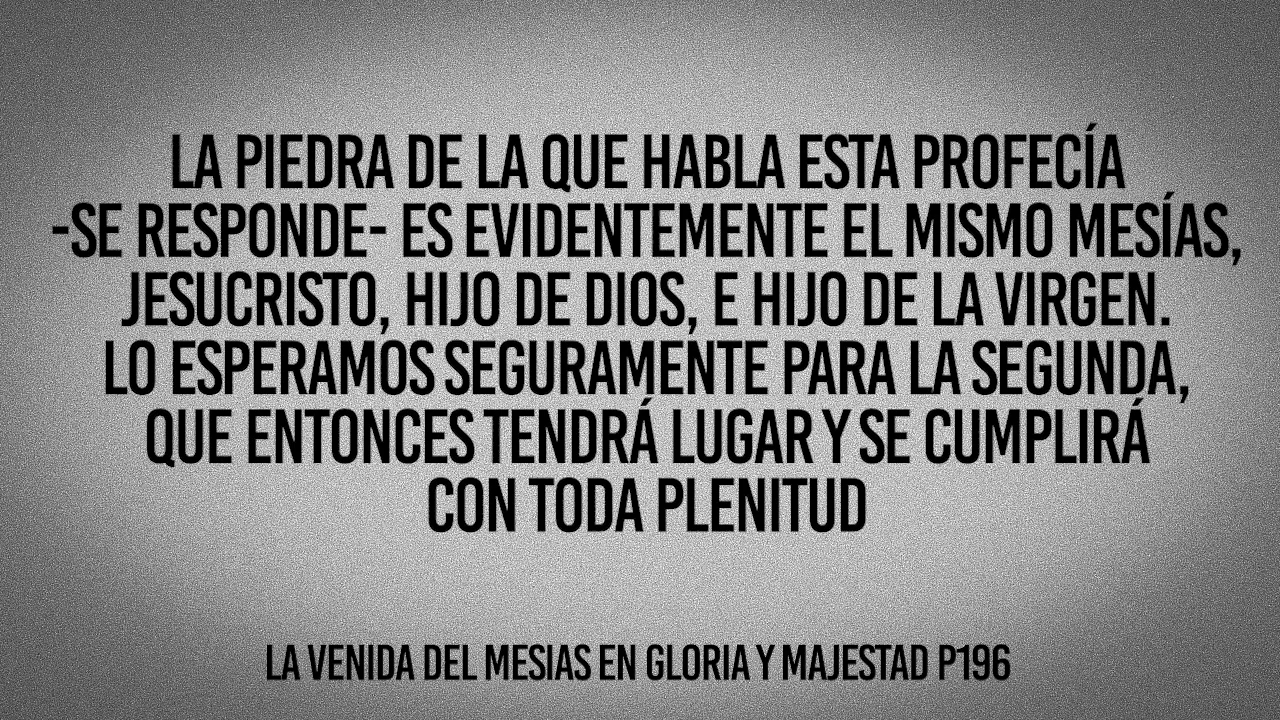 LA PIEDRA DE LA QUE HABLA ESTA PROFECÍA
-SE RESPONDE- ES EVIDENTEMENTE EL MISMO MESÍAS,
JESUCRISTO, HIJO DE DIOS, E HIJO DE LA VIRGEN.
LO ESPERAMOS SEGURAMENTE PARA LA SEGUNDA,
QUE ENTONCES TENDRÁ LUGAR Y SE CUMPLIRÁ
CON TODA PLENITUD
LA VENIDA DEL MESIAS EN GLORIA Y MAJESTAD P196